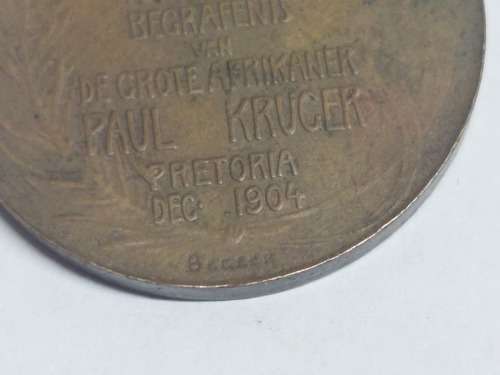 BEGRAFENIS
VAN
DE GROTE AFRIKANER
PAUL KRUGER
PRETORIA
DEC. 1904